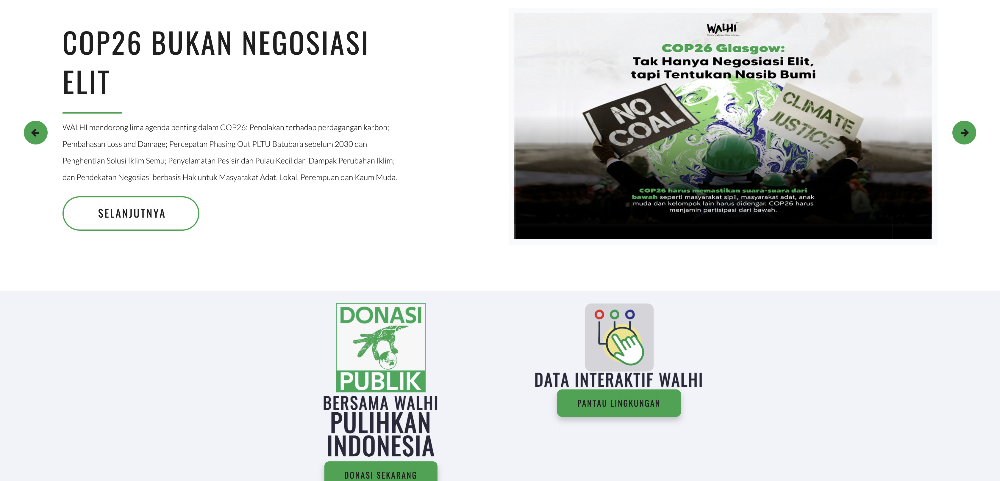 COP26 BUKAN NEGOSIASI
ELIT
WALHI mendorong lima agenda penting dalam COP26: Penolakan terhadap perdagangan karbon;
Pembahasan Loss and Damage; Percepatan Phasing Out PLTU Batubara sebelum 2030 dan
Penghentian Solusi Iklim Semu; Penyelamatan Pesisir dan Pulau Kecil dari Dampak Perubahan Iklim;
dan Pendekatan Negosiasi berbasis Hak untuk Masyarakat Adat, Lokal, Perempuan dan Kaum Muda.
SELANJUTNYA
WALHI
Wahana Lingkungan Hidup Indonesia
COP26 Glasgow:
Tak Hanya Negosiasi Elit,
tapi Tentukan Nasib Bumi
NO
COAL
CLIMATE
JUSTICE
COP26 harus memastikan suara-suara dari
bawah seperti masyarakat sipil, masyarakat adat, anak
muda dan kelompok lain harus didengar. COP26 harus
menjamin partisipasi dari bawah.
DONASI
PUBLIK
BERSAMA WALHI
PULIHKAN
INDONESIA
DONASI SEKARANG
DATA INTERAKTIF WALHI
PANTAU LINGKUNGAN